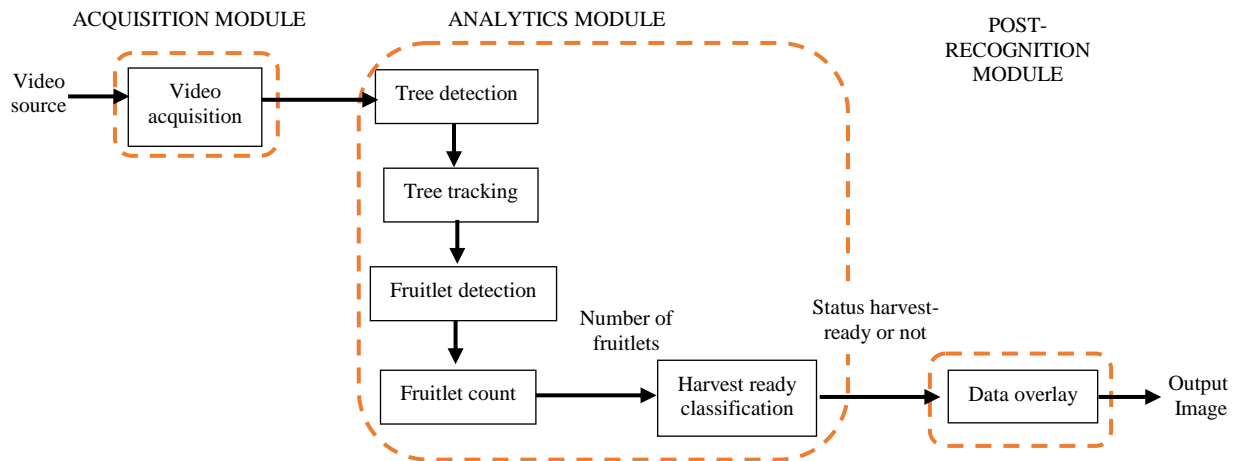 ACQUISITION MODULE
ANALYTICS MODULE
POST-
RECOGNITION
MODULE
Video
source
Video
acquisition
Tree detection
Tree tracking
Fruitlet detection
Number of
fruitlets
Status harvest-
ready or not
Fruitlet count
Harvest ready
classification
Data overlay
Output
Image